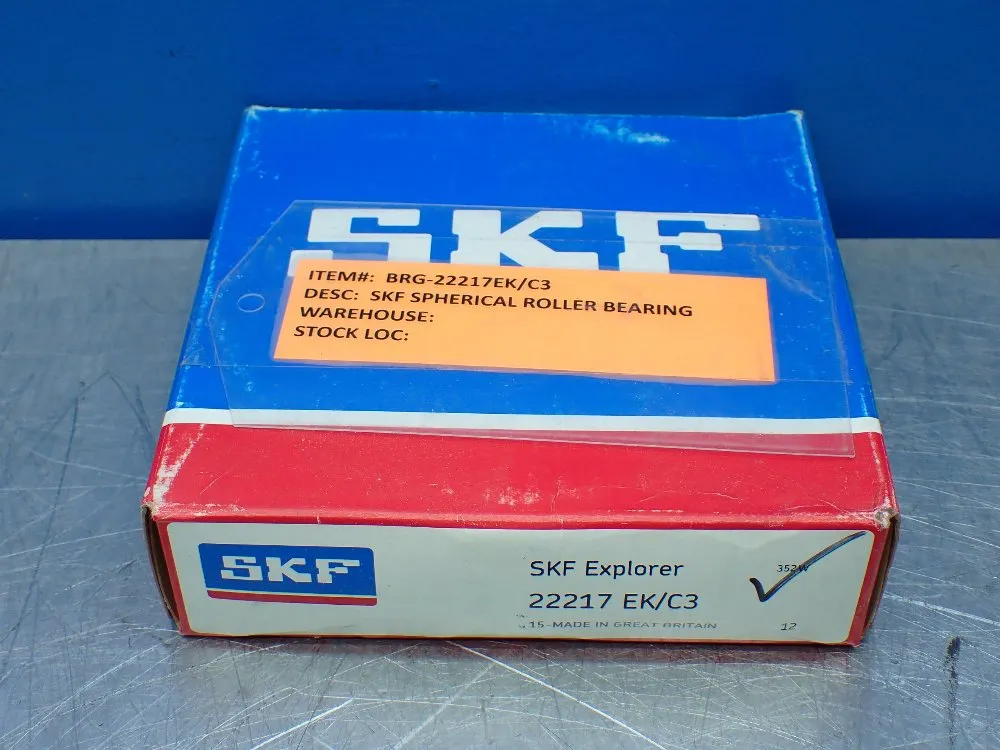 SKF
ITEM#: BRG-22217EK/C3
DESC: SKF SPHERICAL ROLLER BEARING
WAREHOUSE:
STOCK LOC:
SKF
SKF Explorer
352W
22217 EK/C3
15-MADE IN GREAT BRITAIN
12